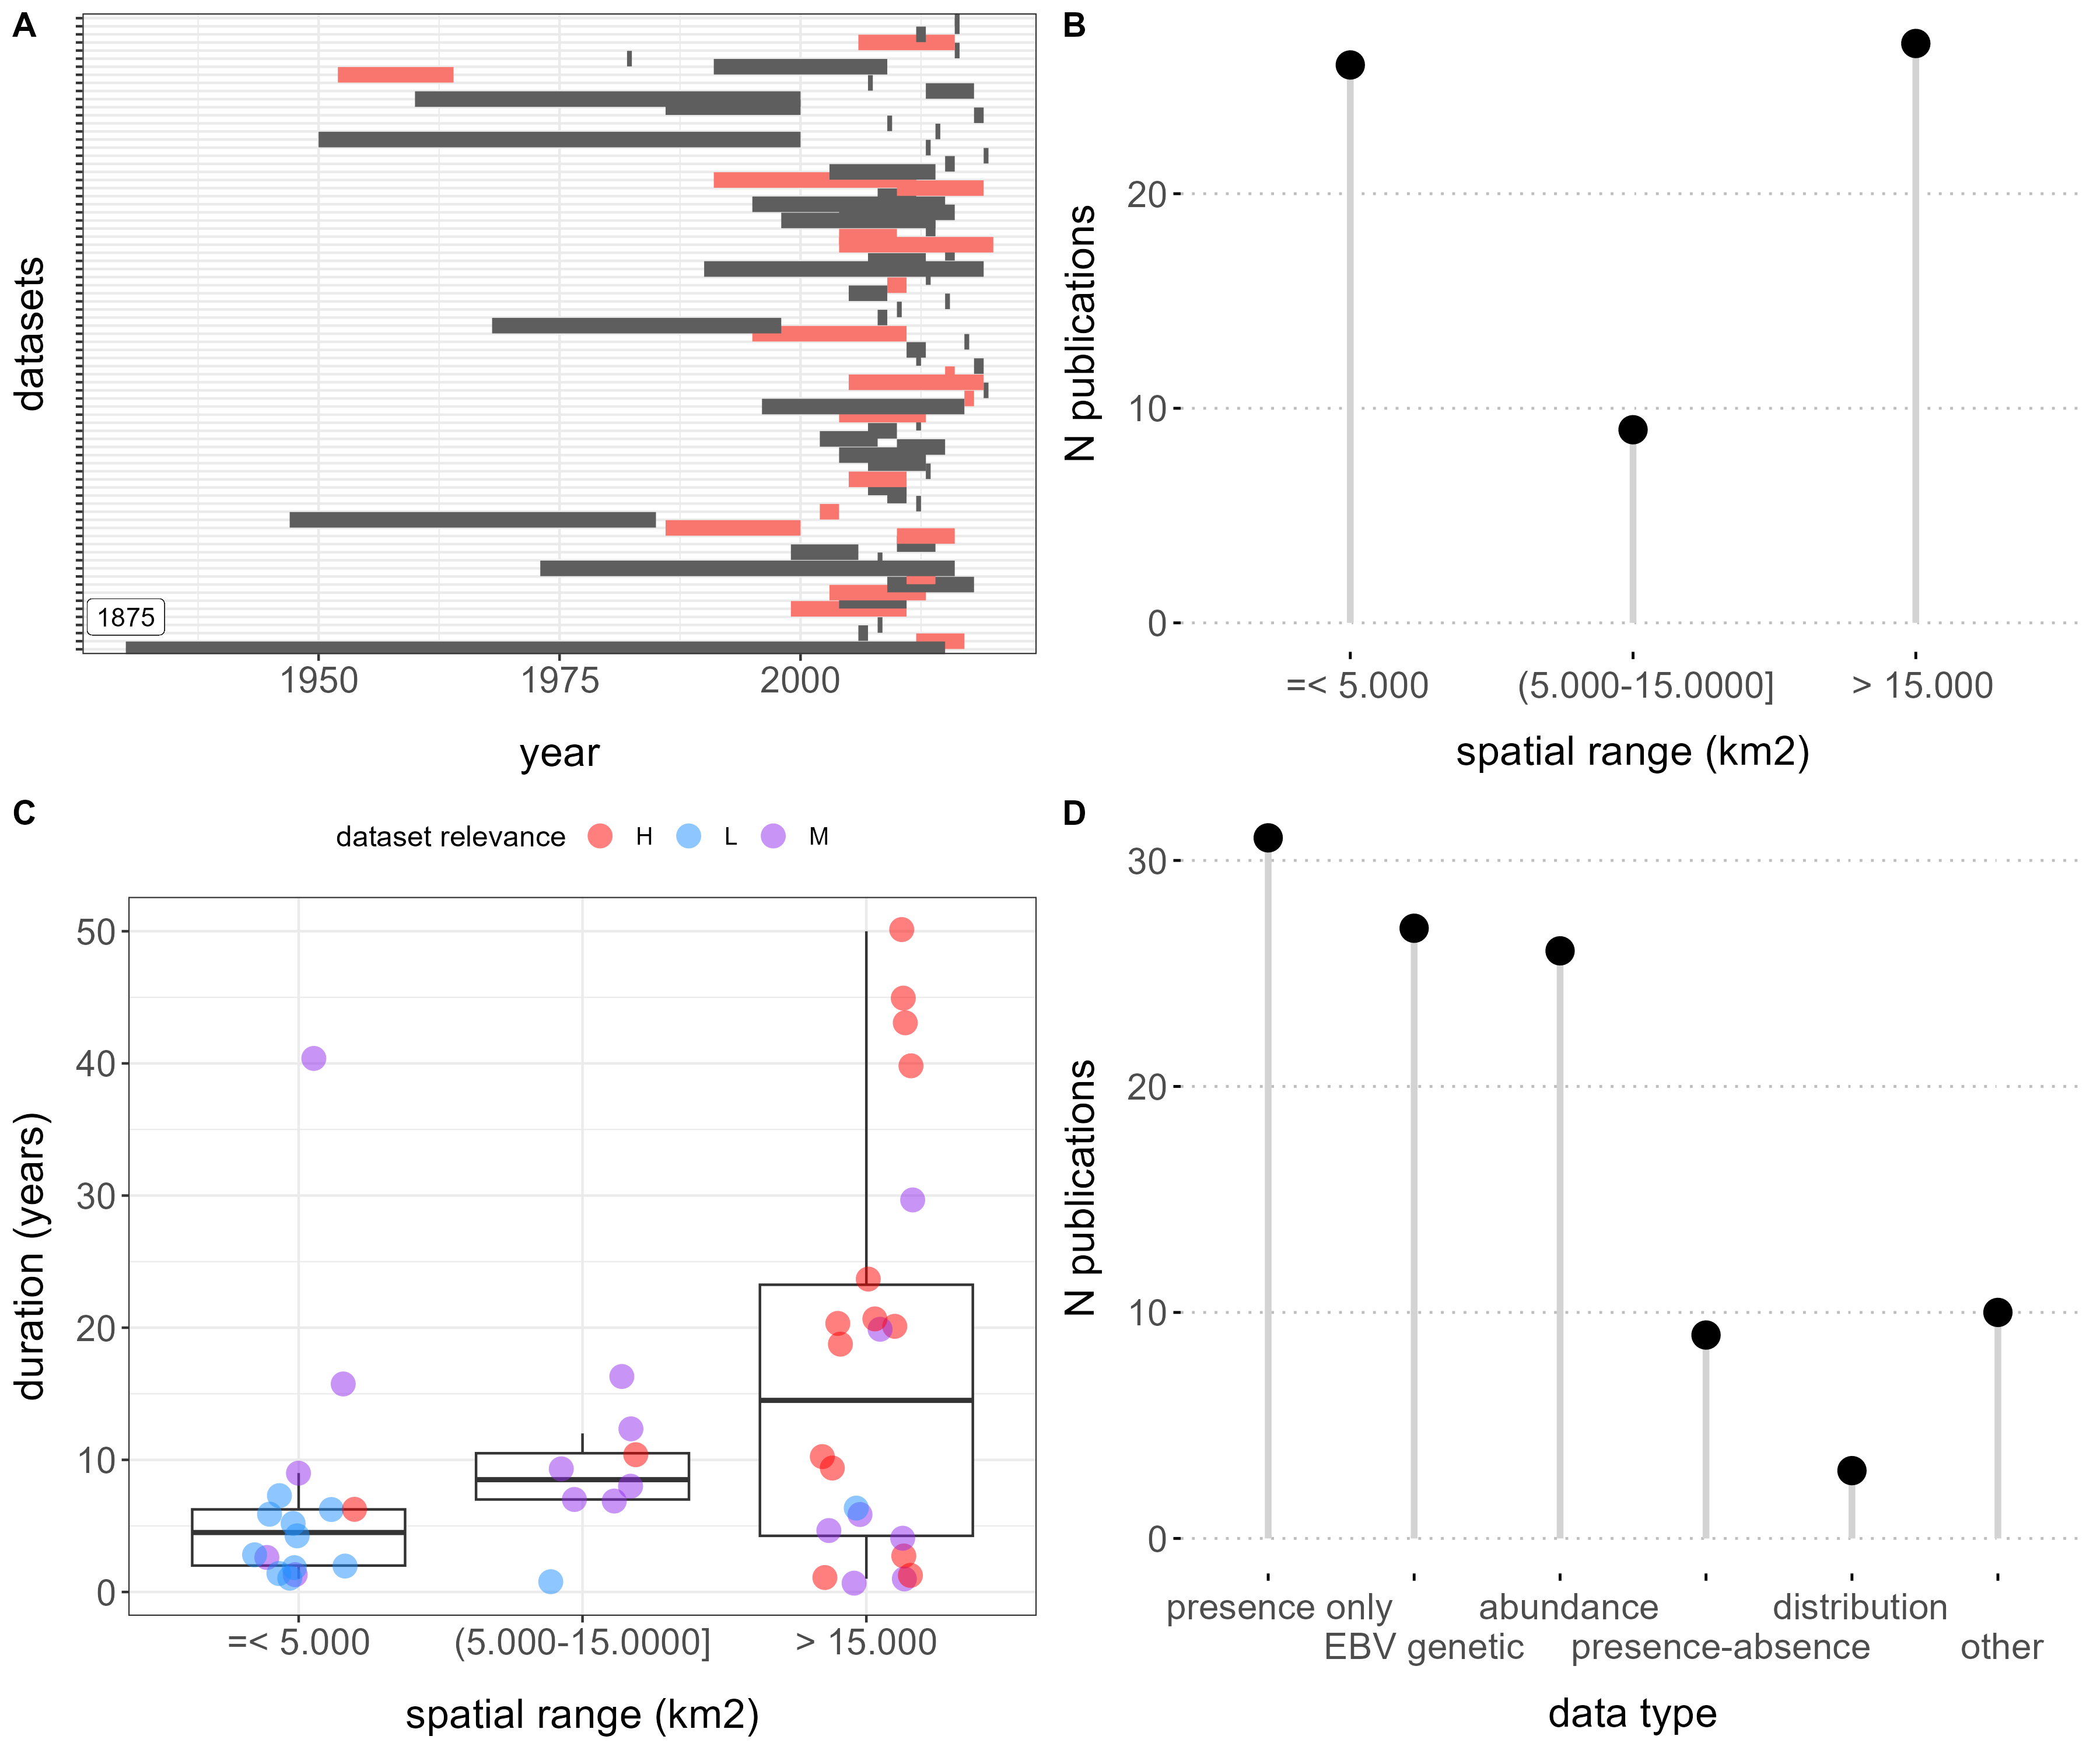 A
datasets
1875
1950 1975 2000
year
B
N publications
20
10
0
=< 5.000 (5.000-15.0000] > 15.000
spatial range (km2)
C
dataset relevance H L M
duration (years)
50
40
30
20
10
0
=< 5.000 (5.000-15.0000] > 15.000
spatial range (km2)
D
N publications
30
20
10
0
presence only abundance distribution
EBV genetic presence-absence other
data type